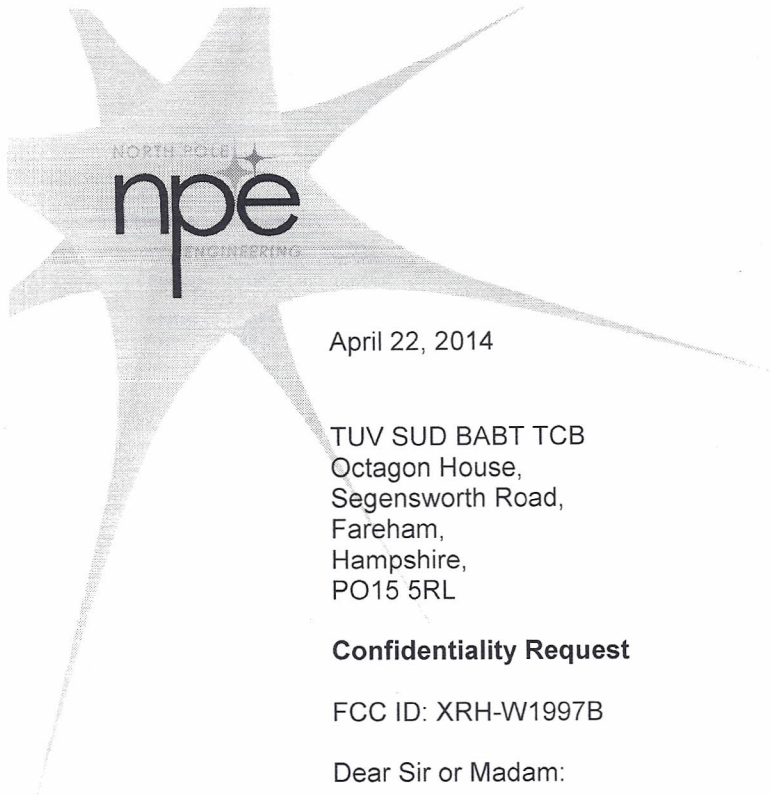 NORTH POLE
npe
ENGINEERING
April 22, 2014
TUV SUD BABT TCB
Octagon House,
Segensworth Road,
Fareham,
Hampshire,
PO15 5RL
Confidentiality Request
FCC ID: XRH-W1997B
Dear Sir or Madam: